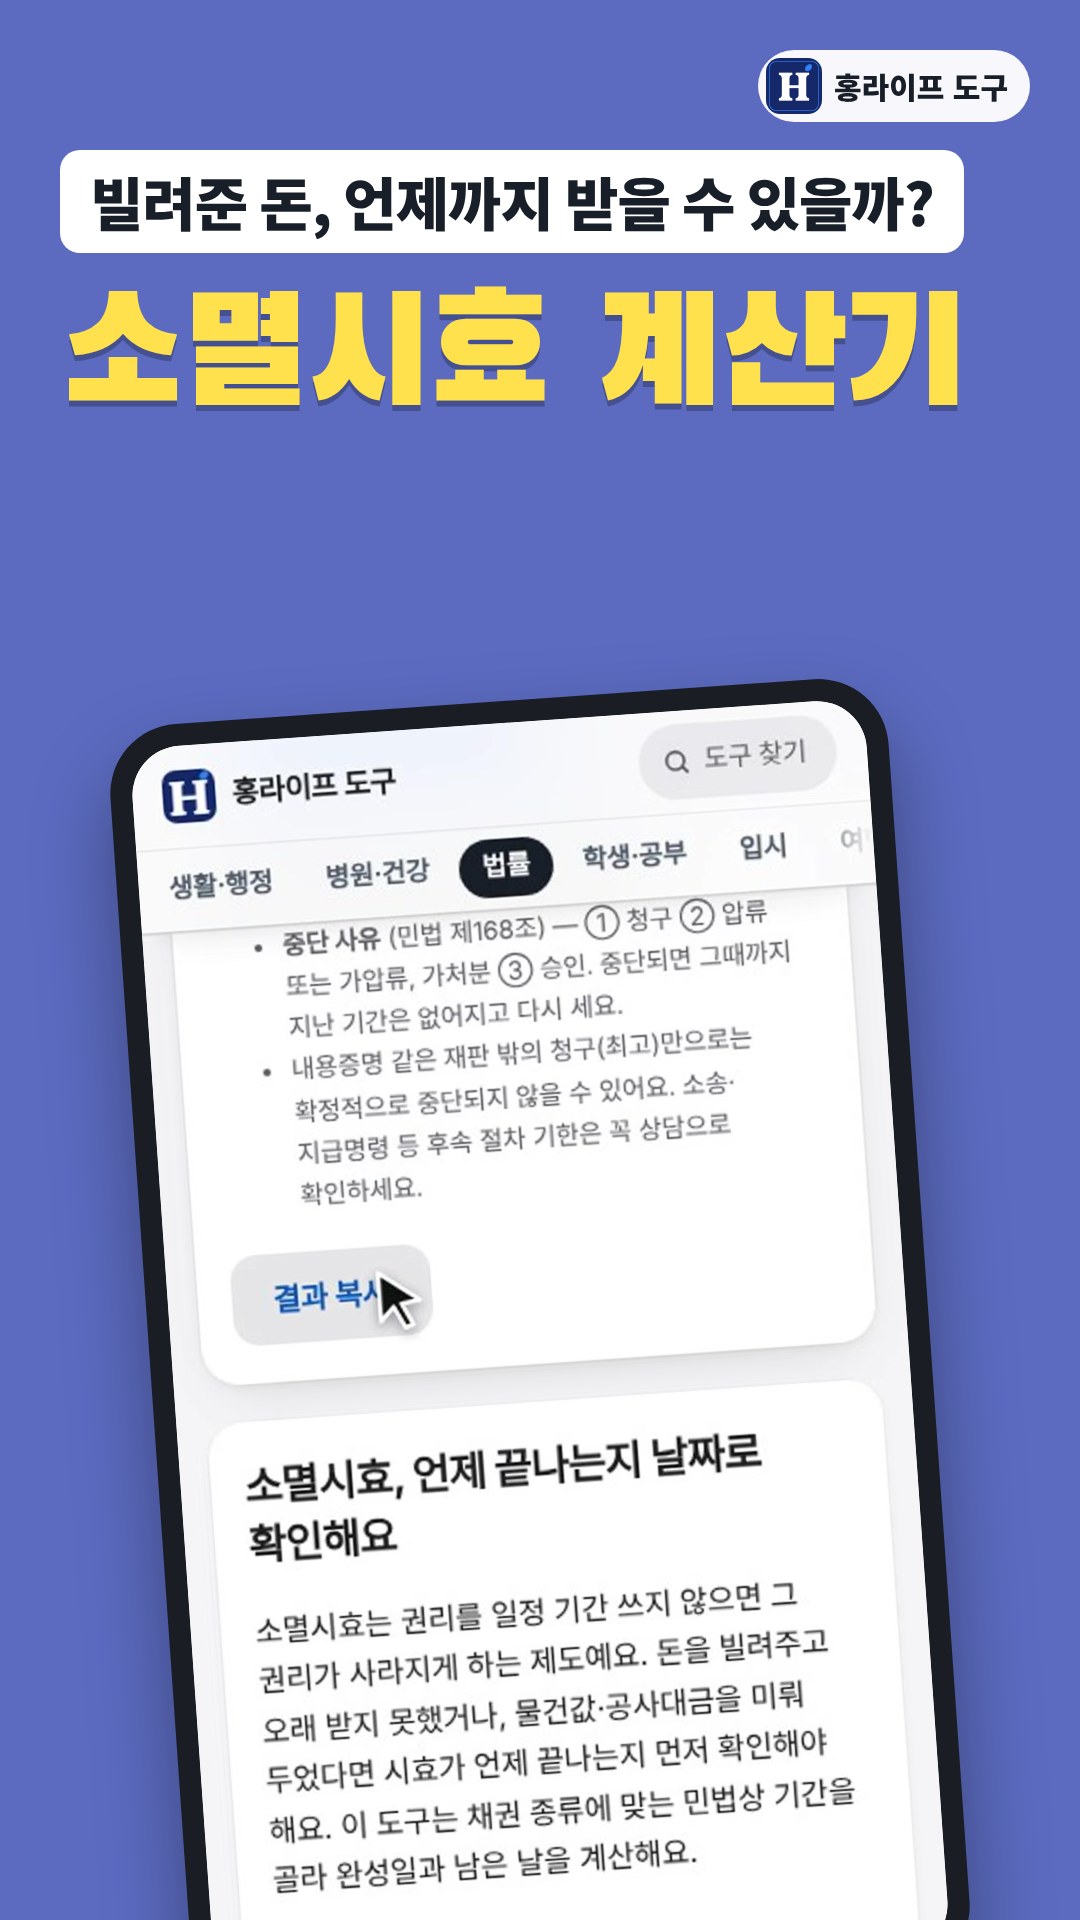 홍라이프 도구
빌려준 돈, 언제까지 받을 수 있을까?
소멸시효 계산기
홍라이프 도구
도구 찾기
생활·행정 병원·건강 법률 학생·공부 입시
• 중단 사유 (민법 제168조) — ① 청구 ② 압류
또는 가압류, 가처분 ③ 승인. 중단되면 그때까지
지난 기간은 없어지고 다시 세요.
• 내용증명 같은 재판 밖의 청구(최고)만으로는
확정적으로 중단되지 않을 수 있어요. 소송·
지급명령 등 후속 절차 기한은 꼭 상담으로
확인하세요.
결과
소멸시효, 언제 끝나는지 날짜로
확인해요
소멸시효는 권리를 일정 기간 쓰지 않으면 그
권리가 사라지게 하는 제도예요. 돈을 빌려주고
오래 받지 못했거나, 물건값·공사대금을 미뤄
두었다면 시효가 언제 끝나는지 먼저 확인해야
해요. 이 도구는 채권 종류에 맞는 민법상 기간을
골라 완성일과 남은 날을 계산해요.